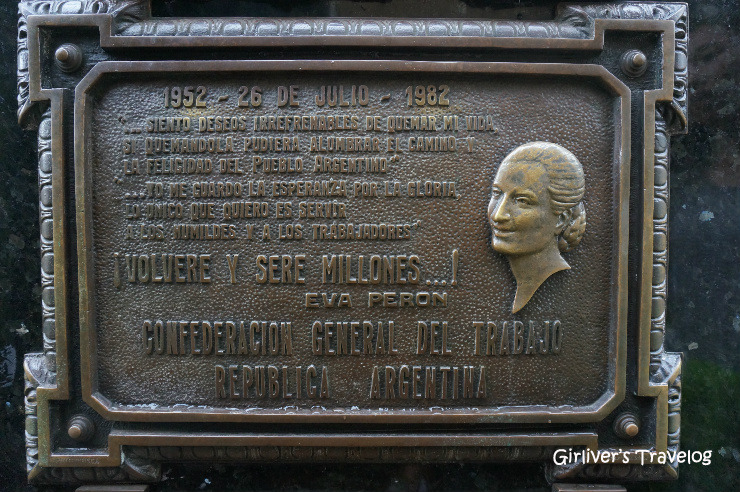 1952 - 26 DE JULIO - 1982
"... SIENTO DESEOS IRREFRENABLES DE QUEMAR MI VIDA,
SI QUEMANDOLA PUDIERA ALUMBRAR EL CAMINO A
LA FELICIDAD DEL PUEBLO ARGENTINO"
"... YO ME GUARDO LA ESPERANZA POR LA GLORIA,
LO UNICO QUE QUIERO ES SERVIR
A LOS HUMILDES Y A LOS TRABAJADORES"
¡VOLVERE Y SERE MILLONES...!
EVA PERON
CONFEDERACION GENERAL DEL TRABAJO
REPUBLICA ARGENTINA
Girliver's Travelog